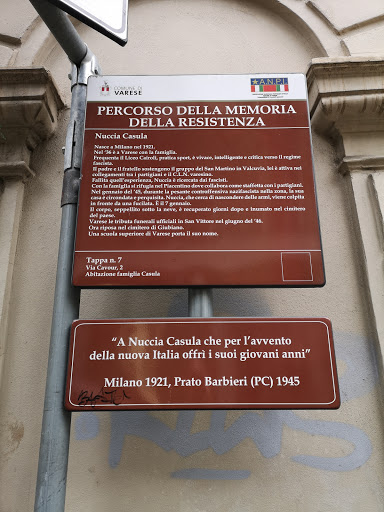 COMUNE DI
VARESE
A.N.P.I.
PERCORSO DELLA MEMORIA
DELLA RESISTENZA
Nuccia Casula
Nasce a Milano nel 1921.
Nel '36 è a Varese con la famiglia.
Frequenta il Liceo Cairoli, pratica sport, è vivace, intelligente e critica verso il regime
fascista.
Il padre e il fratello sostengono il gruppo del San Martino in Valcuvia, lei è attiva nei
collegamenti tra i partigiani e il C.L.N. varesino.
Fallita quell'esperienza, Nuccia è ricercata dai fascisti.
Con la famiglia si rifugia nel Piacentino dove collabora come staffetta con i partigiani.
Nel gennaio del '45, durante la pesante controffensiva nazifascista nella zona, la sua
casa è circondata e perquisita. Nuccia, che cerca di nascondere delle armi, viene colpita
in fronte da una fucilata. È il 7 gennaio.
Il corpo, seppellito sotto la neve, è recuperato giorni dopo e inumato nel cimitero
del paese.
Varese le tributa funerali ufficiali in San Vittore nel giugno del '46.
Ora riposa nel cimitero di Giubiano.
Una scuola superiore di Varese porta il suo nome.
Tappa n. 7
Via Cavour, 2
Abitazione famiglia Casula
"A Nuccia Casula che per l'avvento
della nuova Italia offrì i suoi giovani anni"
Milano 1921, Prato Barbieri (PC) 1945